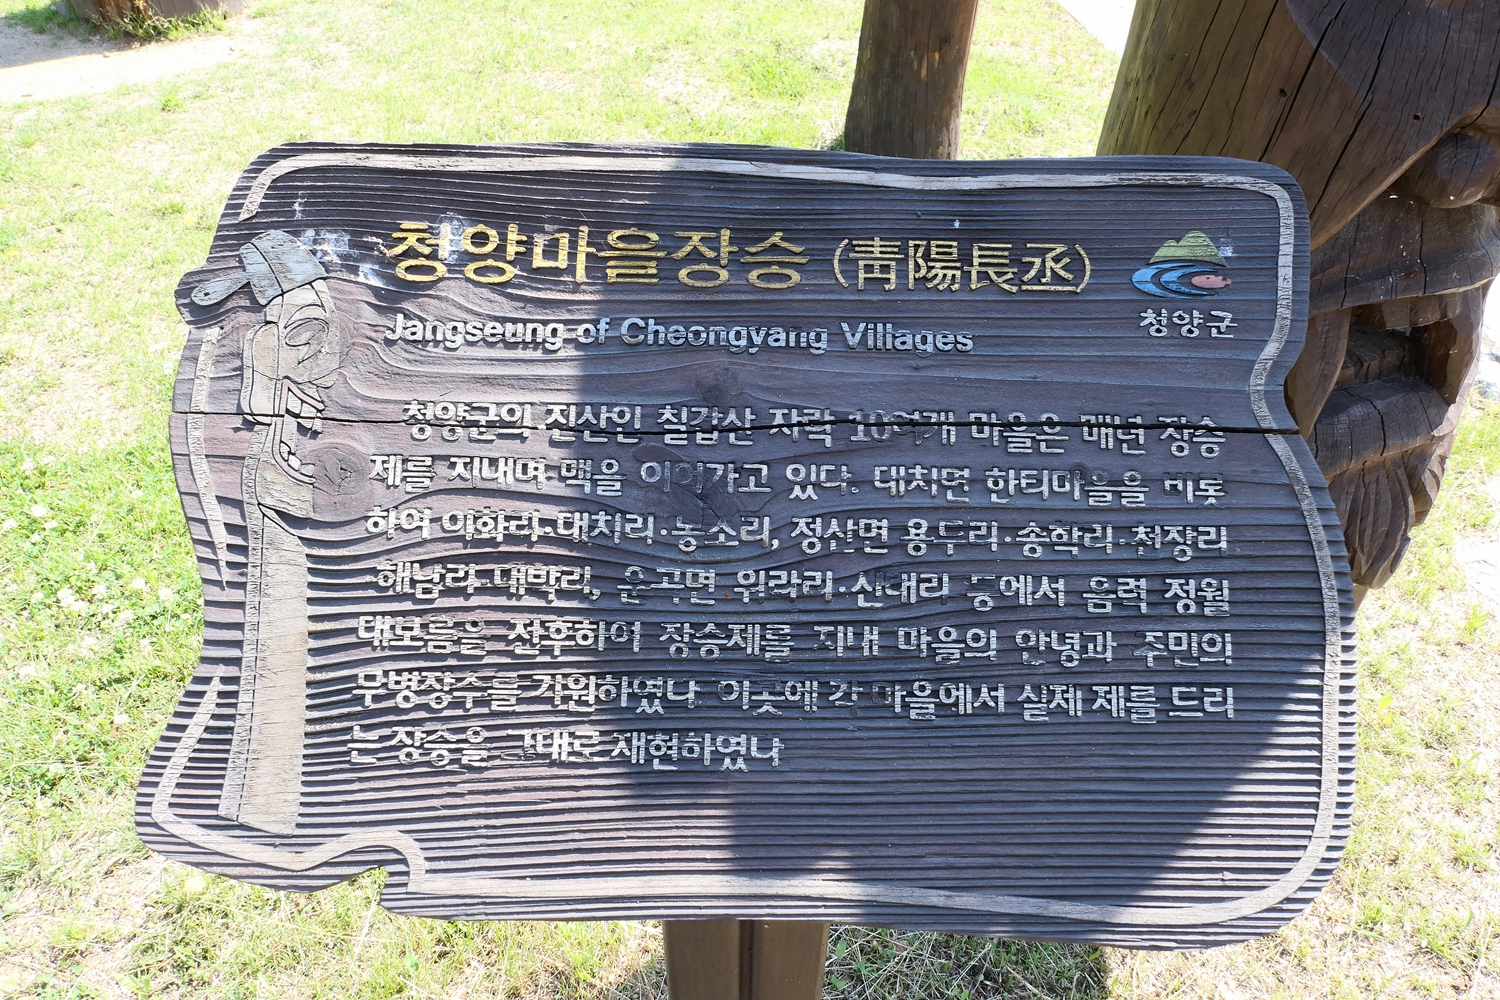 청양마을장승 (靑陽長丞)
Jangseung of Cheongyang Villages
청양군
청양군의 진산인 칠갑산 자락 10여개 마을은 매년 장승
제를 지내며 맥을 이어가고 있다. 대치면 한티마을을 비롯
하여 이화리·대치리·농소리, 정산면 용두리·송학리·천장리
해남리·대박리, 운곡면 위라리·신대리 등에서 음력 정월
대보름을 전후하여 장승제를 지내 마을의 안녕과 주민의
무병장수를 기원하였다. 이곳에 각 마을에서 실제 제를 드리
는 장승을 그대로 재현하였다